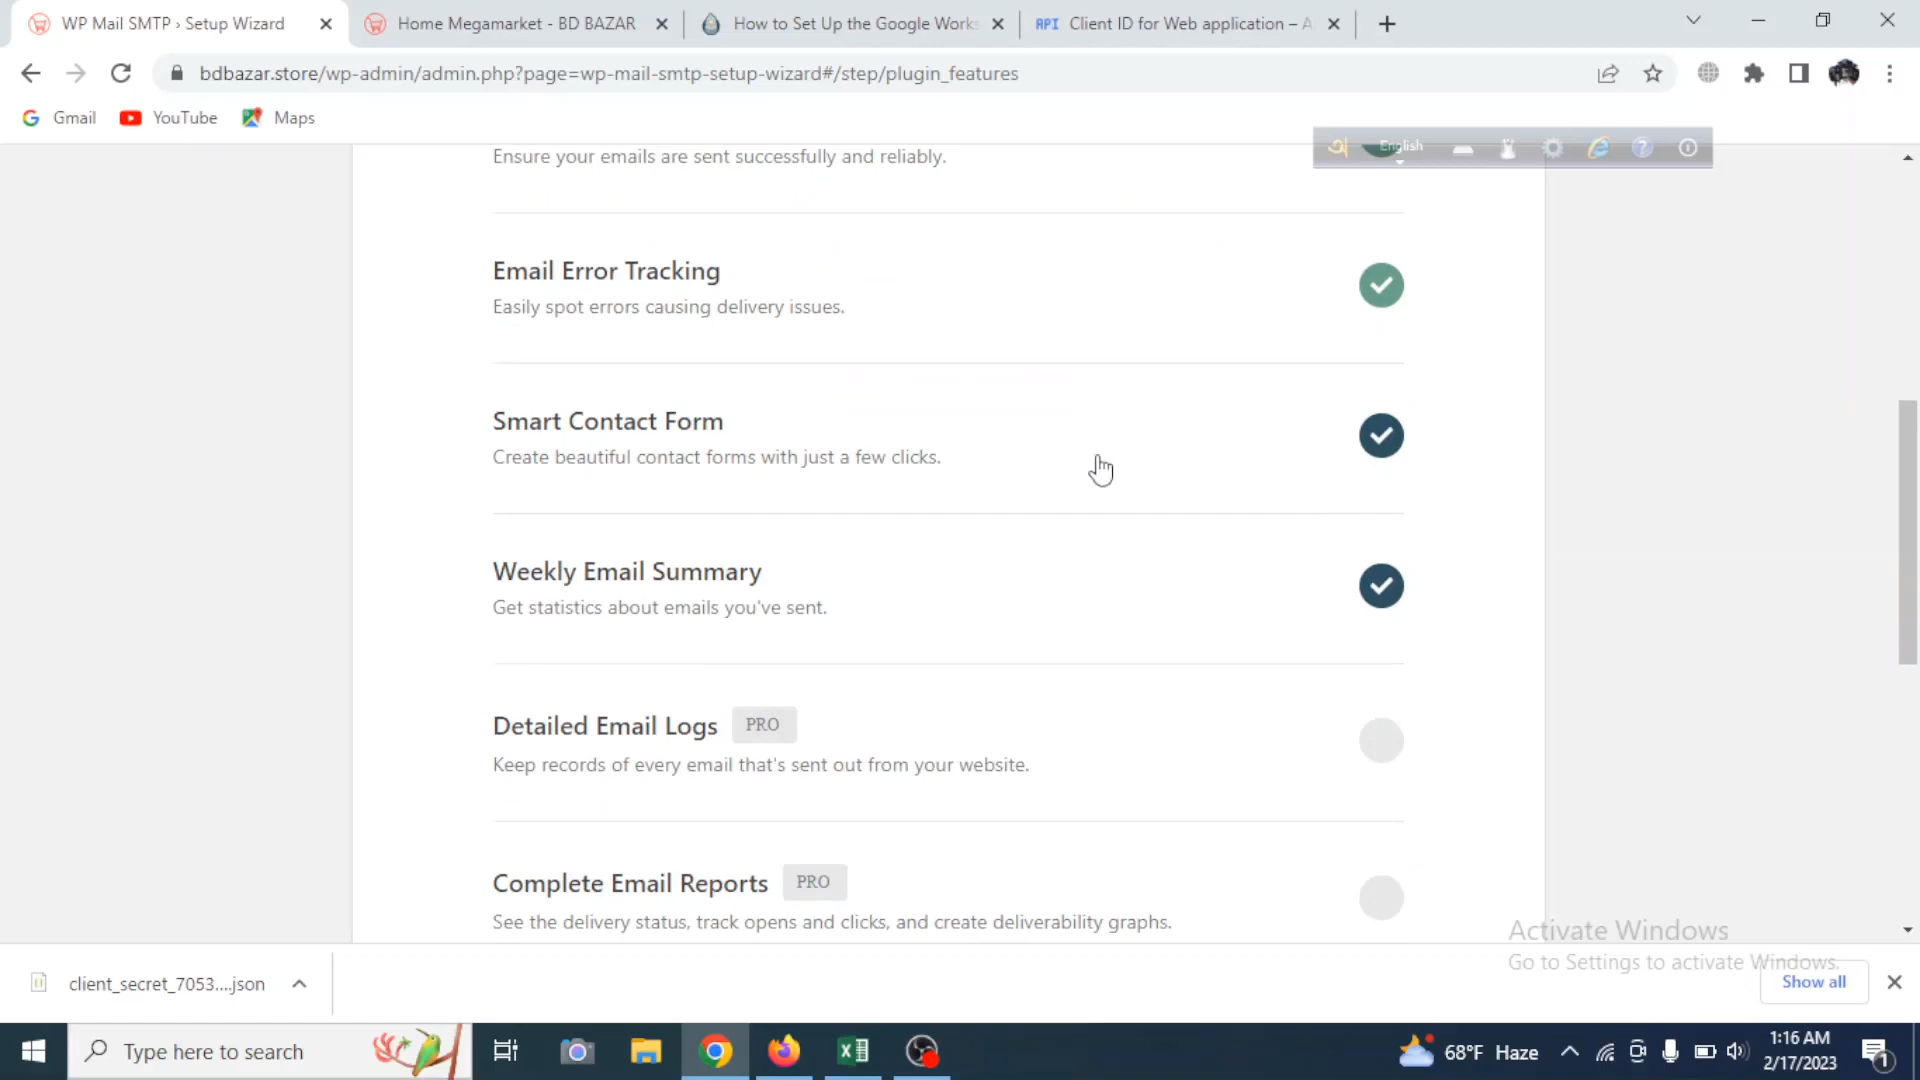 WP Mail SMTP › Setup Wizard
Home Megamarket - BD BAZAR
How to Set Up the Google Works
Client ID for Web application – A
bdbazar.store/wp-admin/admin.php?page=wp-mail-smtp-setup-wizard#/step/plugin_features
Gmail
YouTube
Maps
English
Ensure your emails are sent successfully and reliably.
Email Error Tracking
Easily spot errors causing delivery issues.
Smart Contact Form
Create beautiful contact forms with just a few clicks.
Weekly Email Summary
Get statistics about emails you've sent.
Detailed Email Logs PRO
Keep records of every email that's sent out from your website.
Complete Email Reports PRO
See the delivery status, track opens and clicks, and create deliverability graphs.
Activate Windows
Go to Settings to activate Windows.
client_secret_7053....json
Show all
Type here to search
68°F Haze
1:16 AM
2/17/2023
1